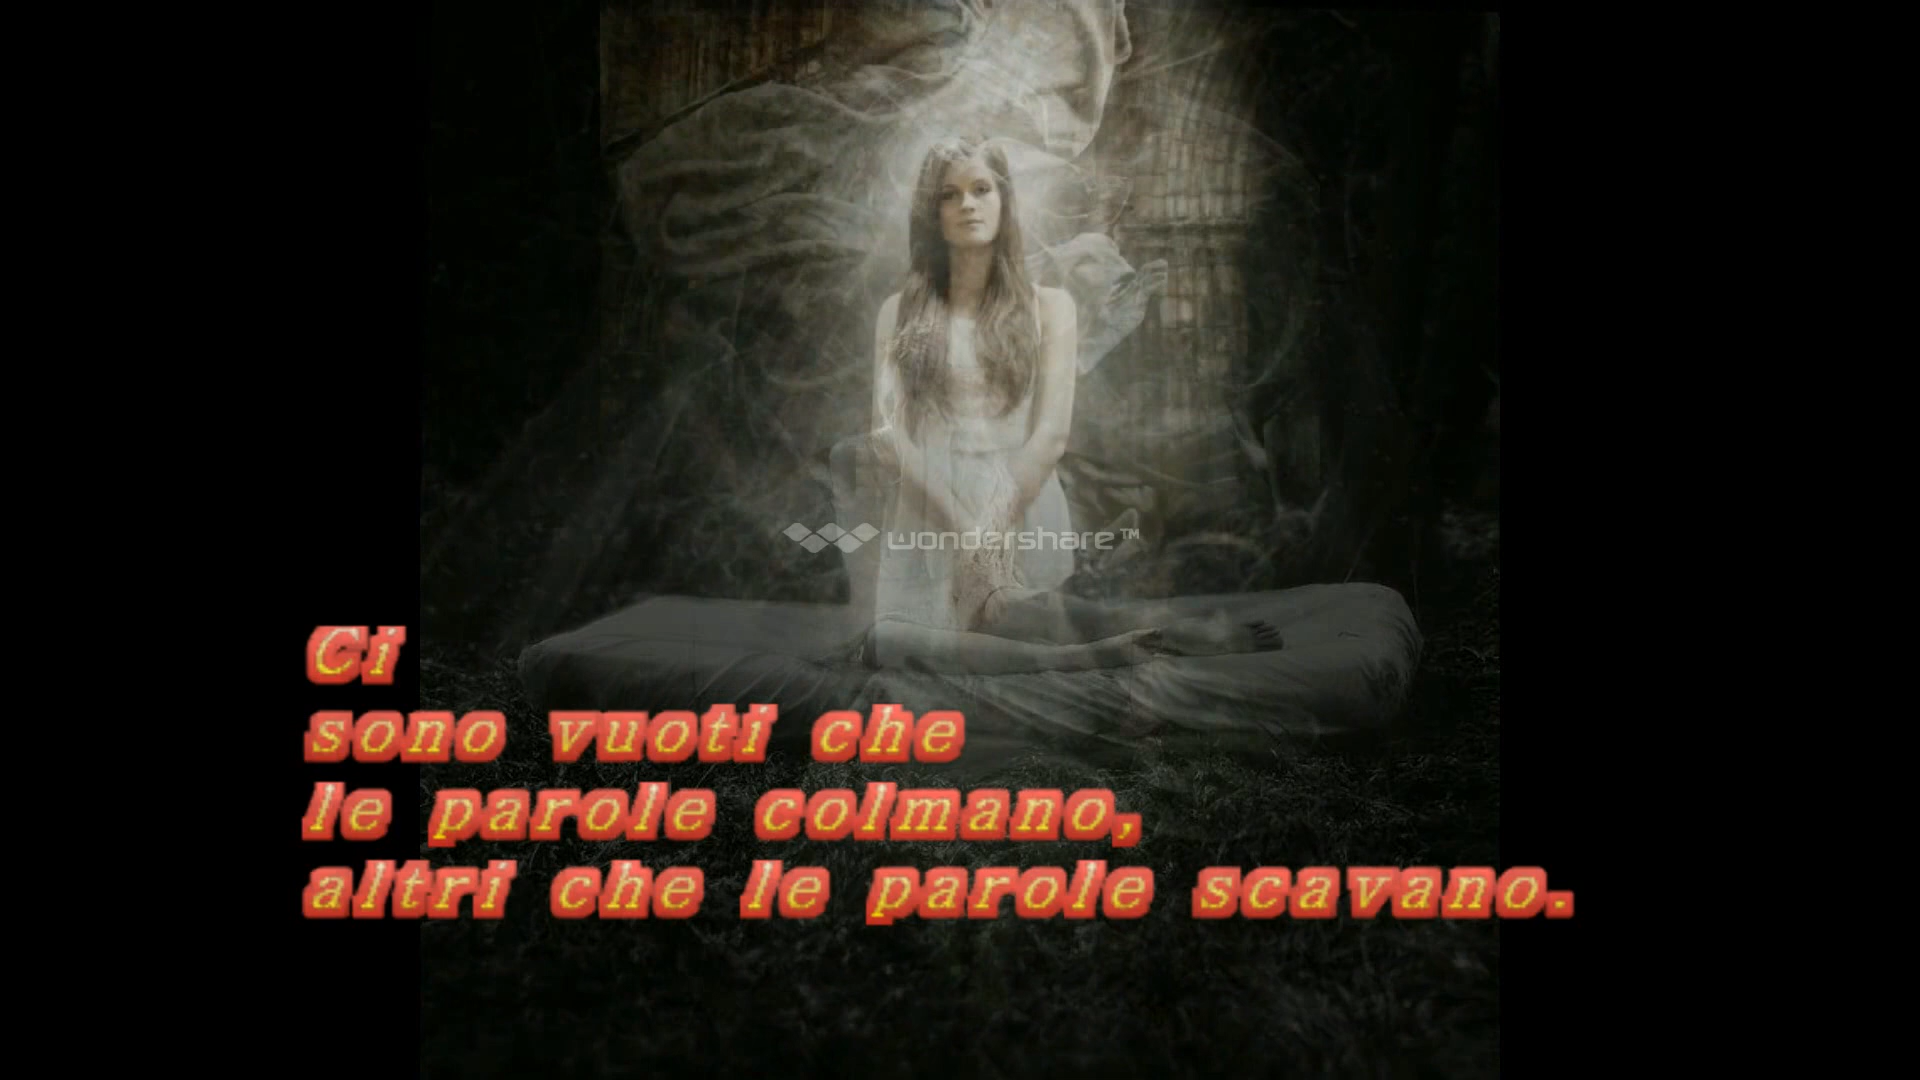 wondershare™
Ci
sono vuoti che
le parole colmano,
altri che le parole scavano.